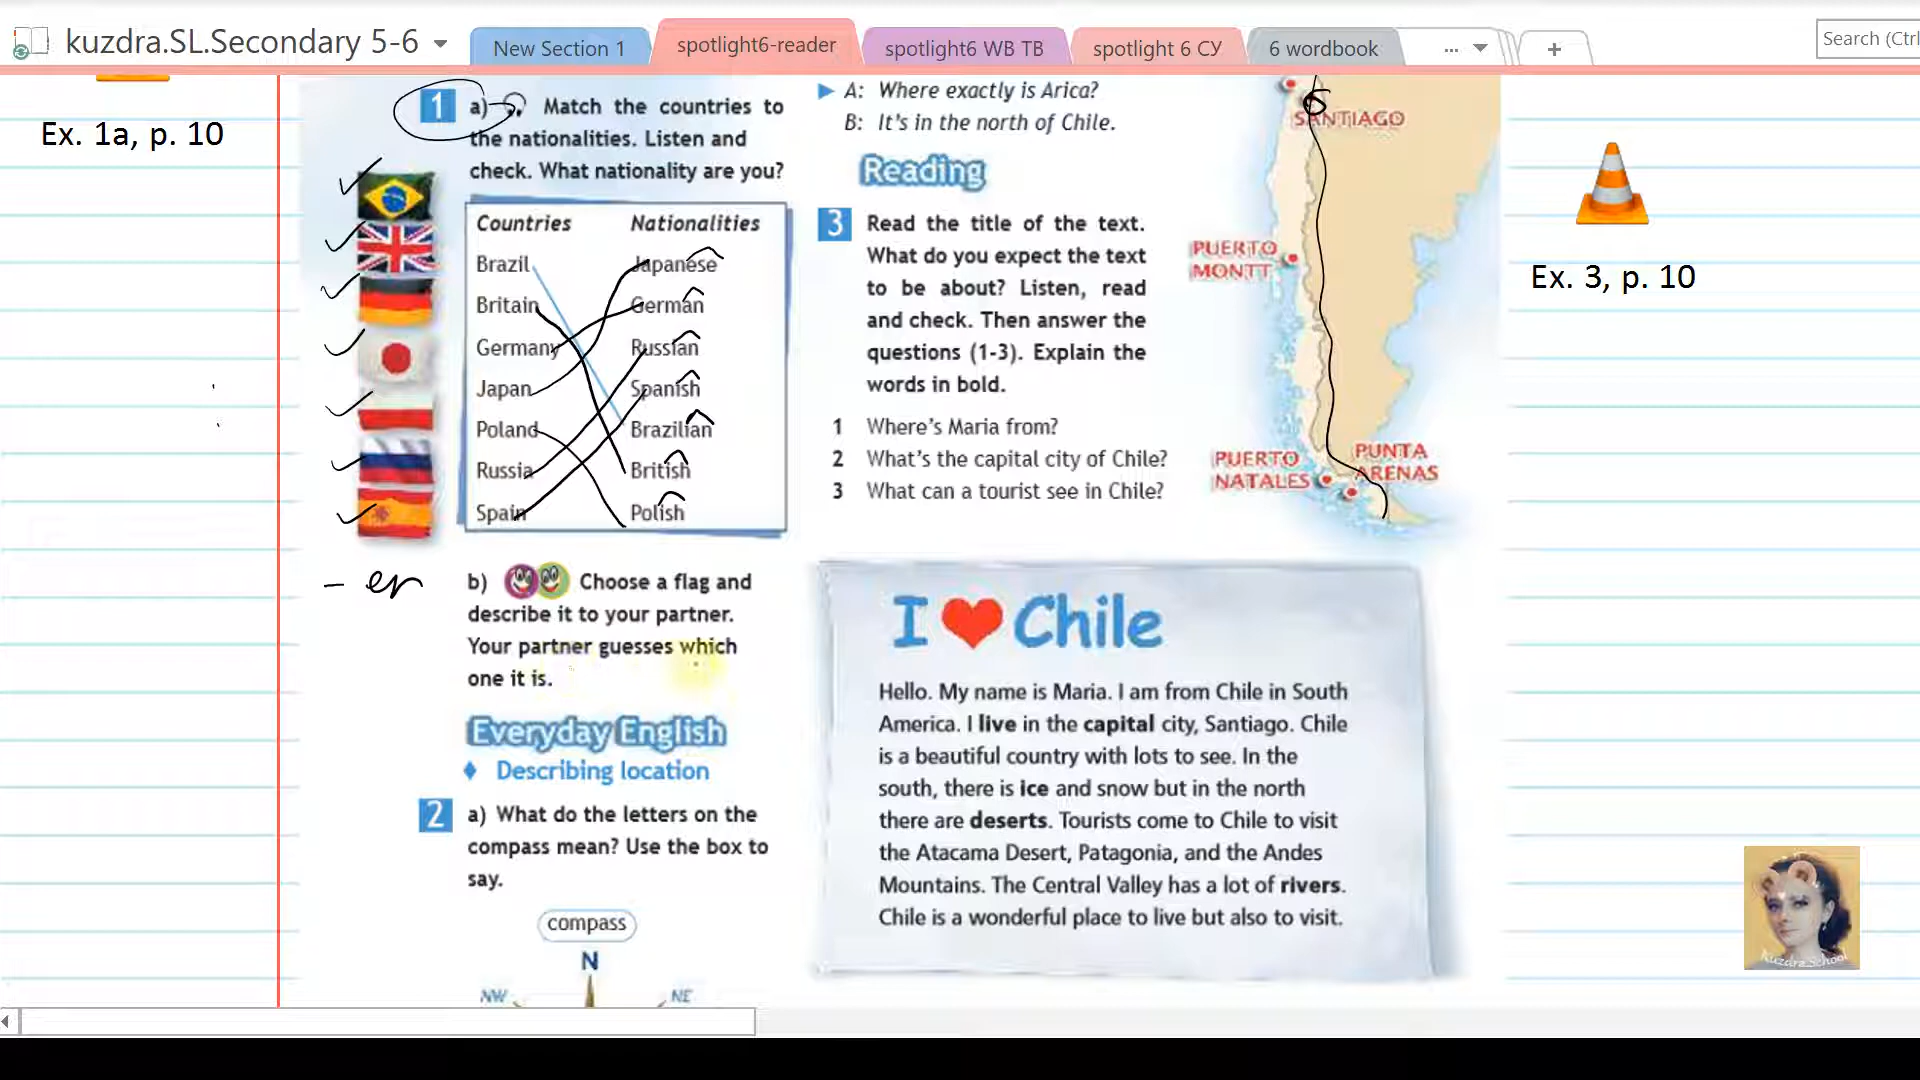 kuzdra.SL.Secondary 5-6
New Section 1
spotlight6-reader
spotlight6 WB TB
spotlight 6 СУ
6 wordbook
...
+
Search (Ctrl
Ex. 1a, p. 10
1 a) Match the countries to
the nationalities. Listen and
check. What nationality are you?
Countries Nationalities
Brazil Japanese
Britain German
Germany Russian
Japan Spanish
Poland Brazilian
Russia British
Spain Polish
- er
b) Choose a flag and
describe it to your partner.
Your partner guesses which
one it is.
Everyday English
Describing location
2 a) What do the letters on the
compass mean? Use the box to
say.
compass
N
NW NE
A: Where exactly is Arica?
B: It's in the north of Chile.
Reading
3 Read the title of the text.
What do you expect the text
to be about? Listen, read
and check. Then answer the
questions (1-3). Explain the
words in bold.
1 Where's Maria from?
2 What's the capital city of Chile?
3 What can a tourist see in Chile?
SANTIAGO
PUERTO
MONTT
PUERTO
NATALES
PUNTA
ARENAS
Ex. 3, p. 10
I ❤ Chile
Hello. My name is Maria. I am from Chile in South
America. I live in the capital city, Santiago. Chile
is a beautiful country with lots to see. In the
south, there is ice and snow but in the north
there are deserts. Tourists come to Chile to visit
the Atacama Desert, Patagonia, and the Andes
Mountains. The Central Valley has a lot of rivers.
Chile is a wonderful place to live but also to visit.
Kuzdra.School